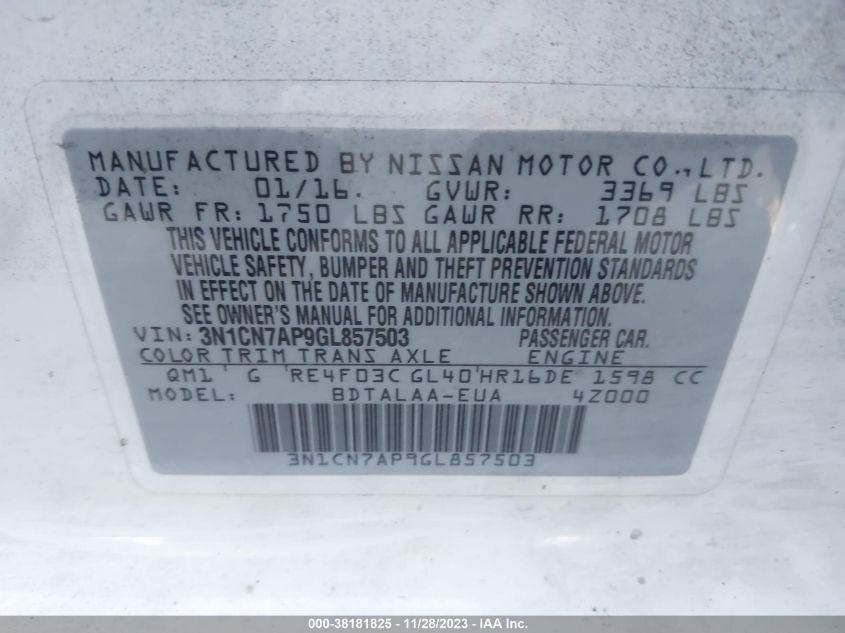 MANUFACTURED BY NISSAN MOTOR CO., LTD.
DATE: 01/16. GVWR: 3369 LBS
GAWR FR: 1750 LBS GAWR RR: 1708 LBS
THIS VEHICLE CONFORMS TO ALL APPLICABLE FEDERAL MOTOR
VEHICLE SAFETY, BUMPER AND THEFT PREVENTION STANDARDS
IN EFFECT ON THE DATE OF MANUFACTURE SHOWN ABOVE.
SEE OWNER'S MANUAL FOR ADDITIONAL INFORMATION.
VIN: 3N1CN7AP9GL857503 PASSENGER CAR.
COLOR TRIM TRANS AXLE ENGINE
QM1 G RE4F03C GL40 HR16DE 1598 CC
MODEL: BDTALAA-EUA 4Z000
3N1CN7AP9GL857503
000-38181825 - 11/28/2023 - IAAI.com